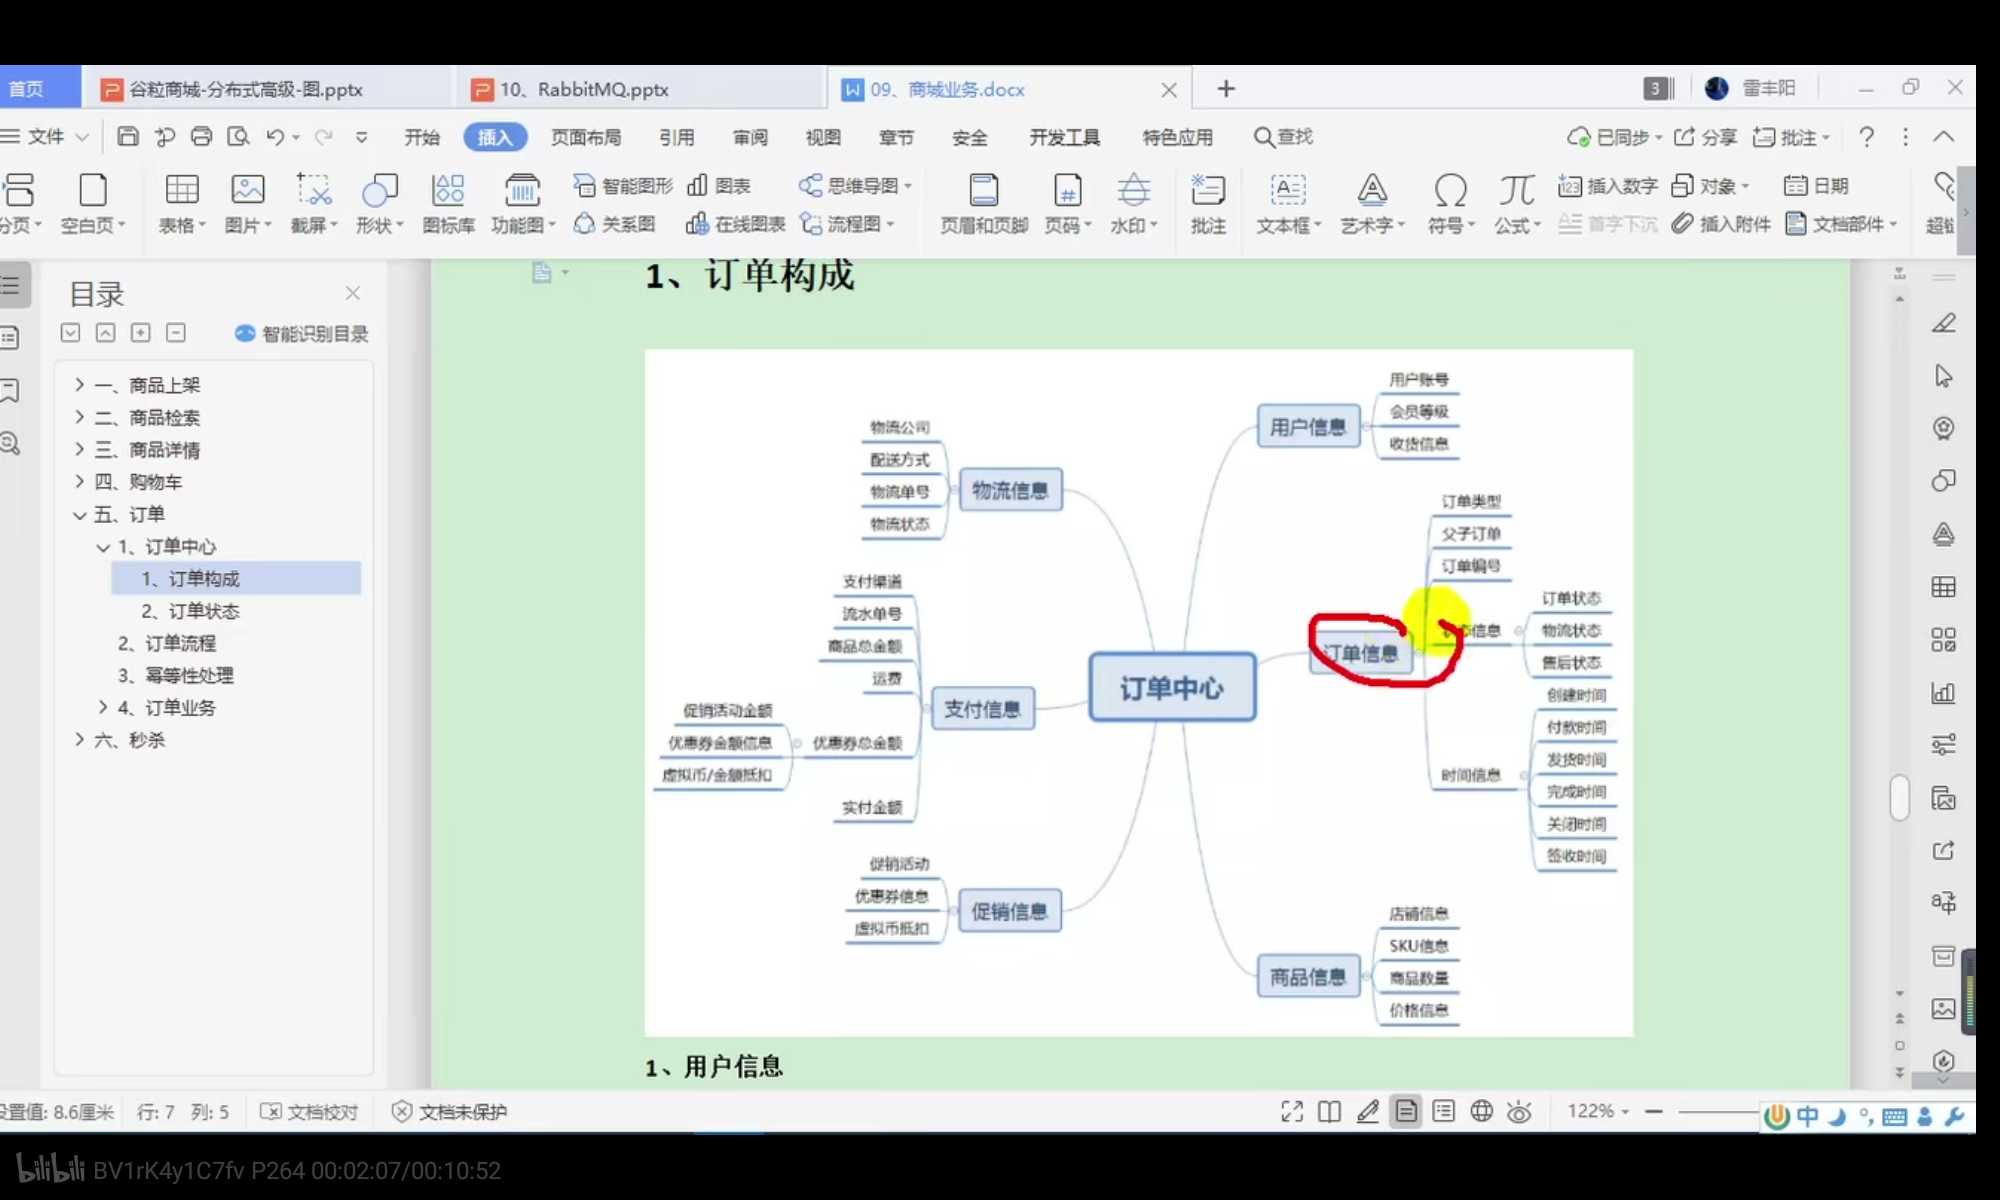 首页
谷粒商城-分布式高级-图.pptx
10、RabbitMQ.pptx
09、商城业务.docx
3
雷丰阳
文件
开始
插入
页面布局
引用
审阅
视图
章节
安全
开发工具
特色应用
查找
已同步
分享
批注
分页
空白页
表格
图片
截屏
形状
图标库
功能图
智能图形
图表
关系图
在线图表
思维导图
流程图
页眉和页脚
页码
水印
批注
文本框
艺术字
符号
公式
插入数字
对象
日期
首字下沉
插入附件
文档部件
目录
智能识别目录
一、商品上架
二、商品检索
三、商品详情
四、购物车
五、订单
1、订单中心
1、订单构成
2、订单状态
2、订单流程
3、幂等性处理
4、订单业务
六、秒杀
1、订单构成
订单中心
物流信息
物流公司
配送方式
物流单号
物流状态
支付信息
支付渠道
流水单号
商品总金额
运费
优惠券总金额
促销活动金额
优惠券金额信息
虚拟币/金额抵扣
实付金额
促销信息
促销活动
优惠券信息
虚拟币抵扣
用户信息
用户账号
会员等级
收货信息
订单信息
订单类型
父子订单
订单编号
状态信息
订单状态
物流状态
售后状态
时间信息
创建时间
付款时间
发货时间
完成时间
关闭时间
签收时间
商品信息
店铺信息
SKU信息
商品数量
价格信息
1、用户信息
设置值: 8.6厘米
行: 7
列: 5
文档校对
文档未保护
122%
中
bilibili BV1rK4y1C7fv P264 00:02:07/00:10:52